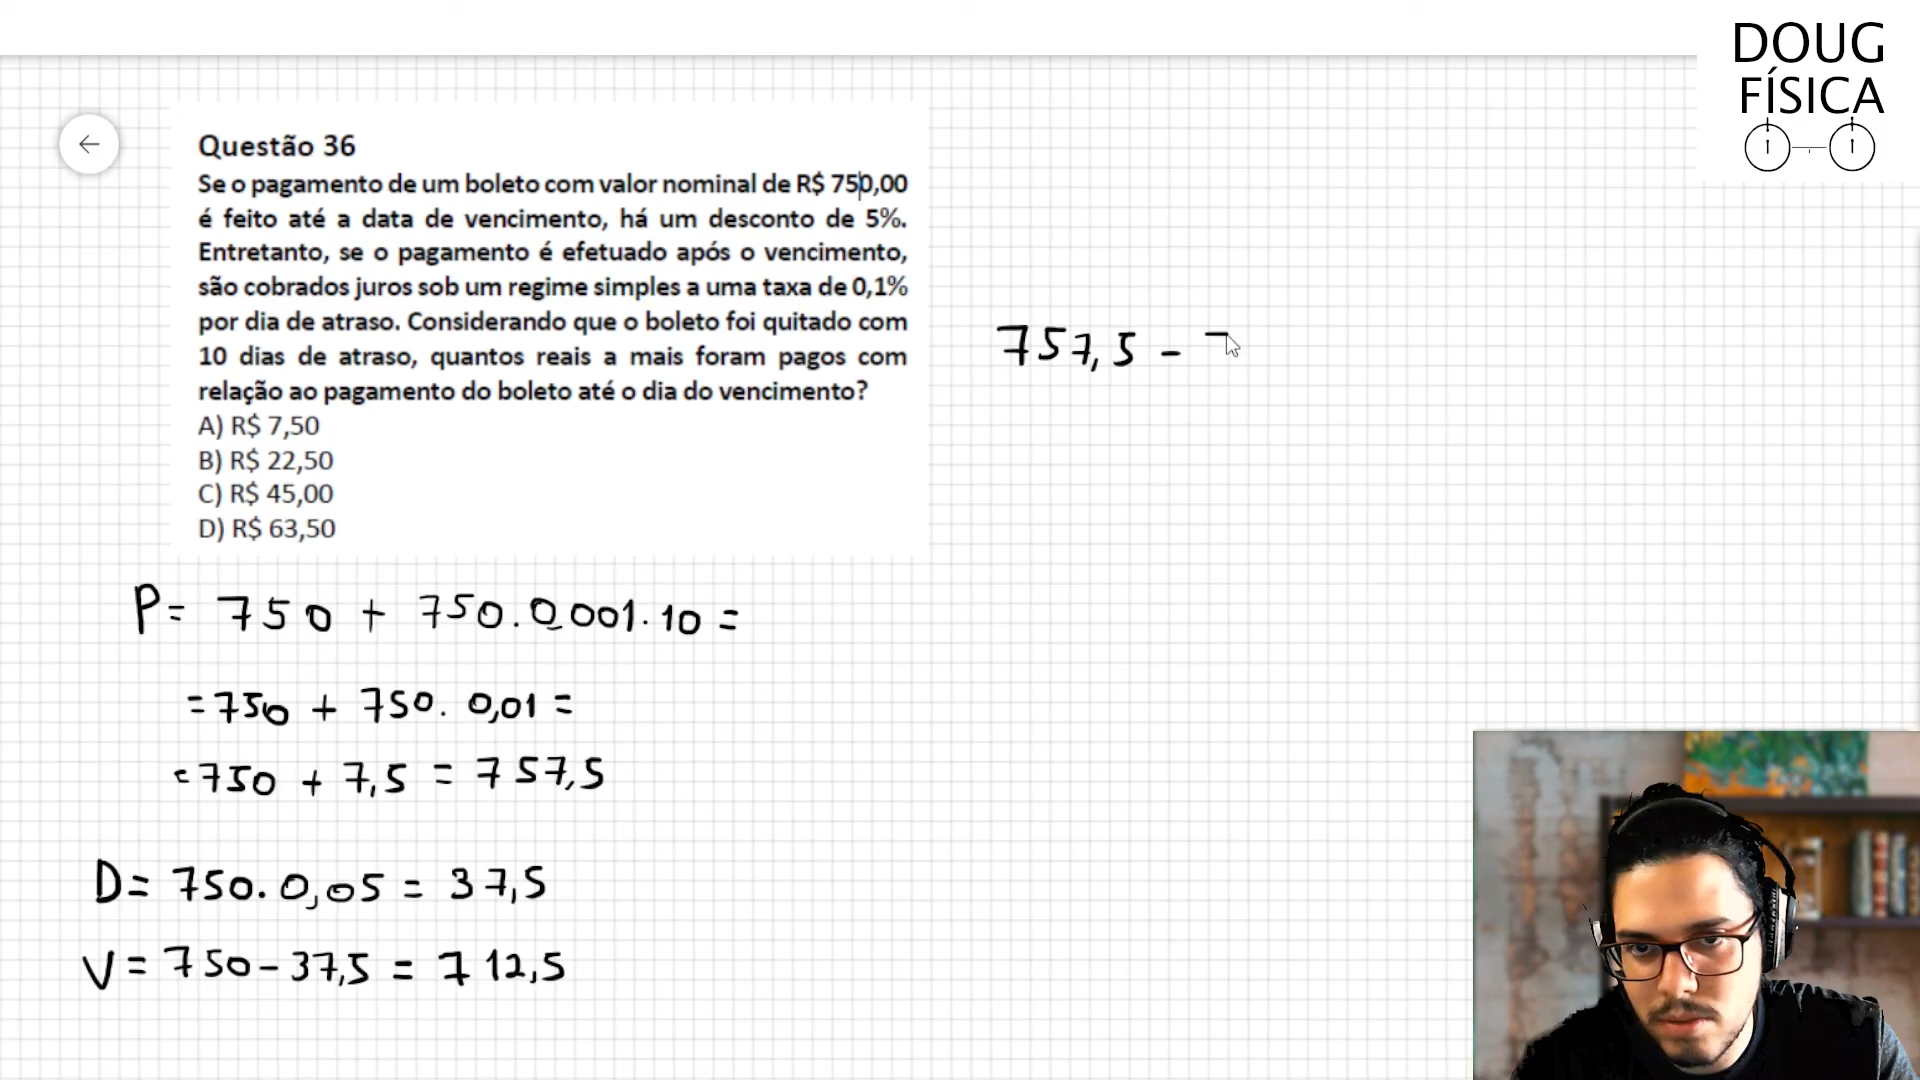 DOUG
FÍSICA
Questão 36
Se o pagamento de um boleto com valor nominal de R$ 750,00
é feito até a data de vencimento, há um desconto de 5%.
Entretanto, se o pagamento é efetuado após o vencimento,
são cobrados juros sob um regime simples a uma taxa de 0,1%
por dia de atraso. Considerando que o boleto foi quitado com
10 dias de atraso, quantos reais a mais foram pagos com
relação ao pagamento do boleto até o dia do vencimento?
A) R$ 7,50
B) R$ 22,50
C) R$ 45,00
D) R$ 63,50
757,5 -
P= 750 + 750.0,001.10 =
=750 + 750. 0,01 =
=750 + 7,5 = 757,5
D= 750. 0,05 = 37,5
V= 750-37,5 = 712,5